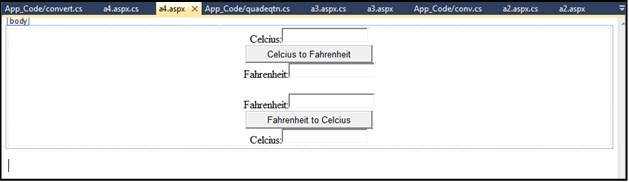 App_Code/convert.cs a4.aspx.cs a4.aspx × App_Code/quadeqtn.cs a3.aspx.cs a3.aspx App_Code/conv.cs a2.aspx.cs a2.aspx
|body|
Celcius:
Celcius to Fahrenheit
Fahrenheit:
Fahrenheit:
Fahrenheit to Celcius
Celcius: